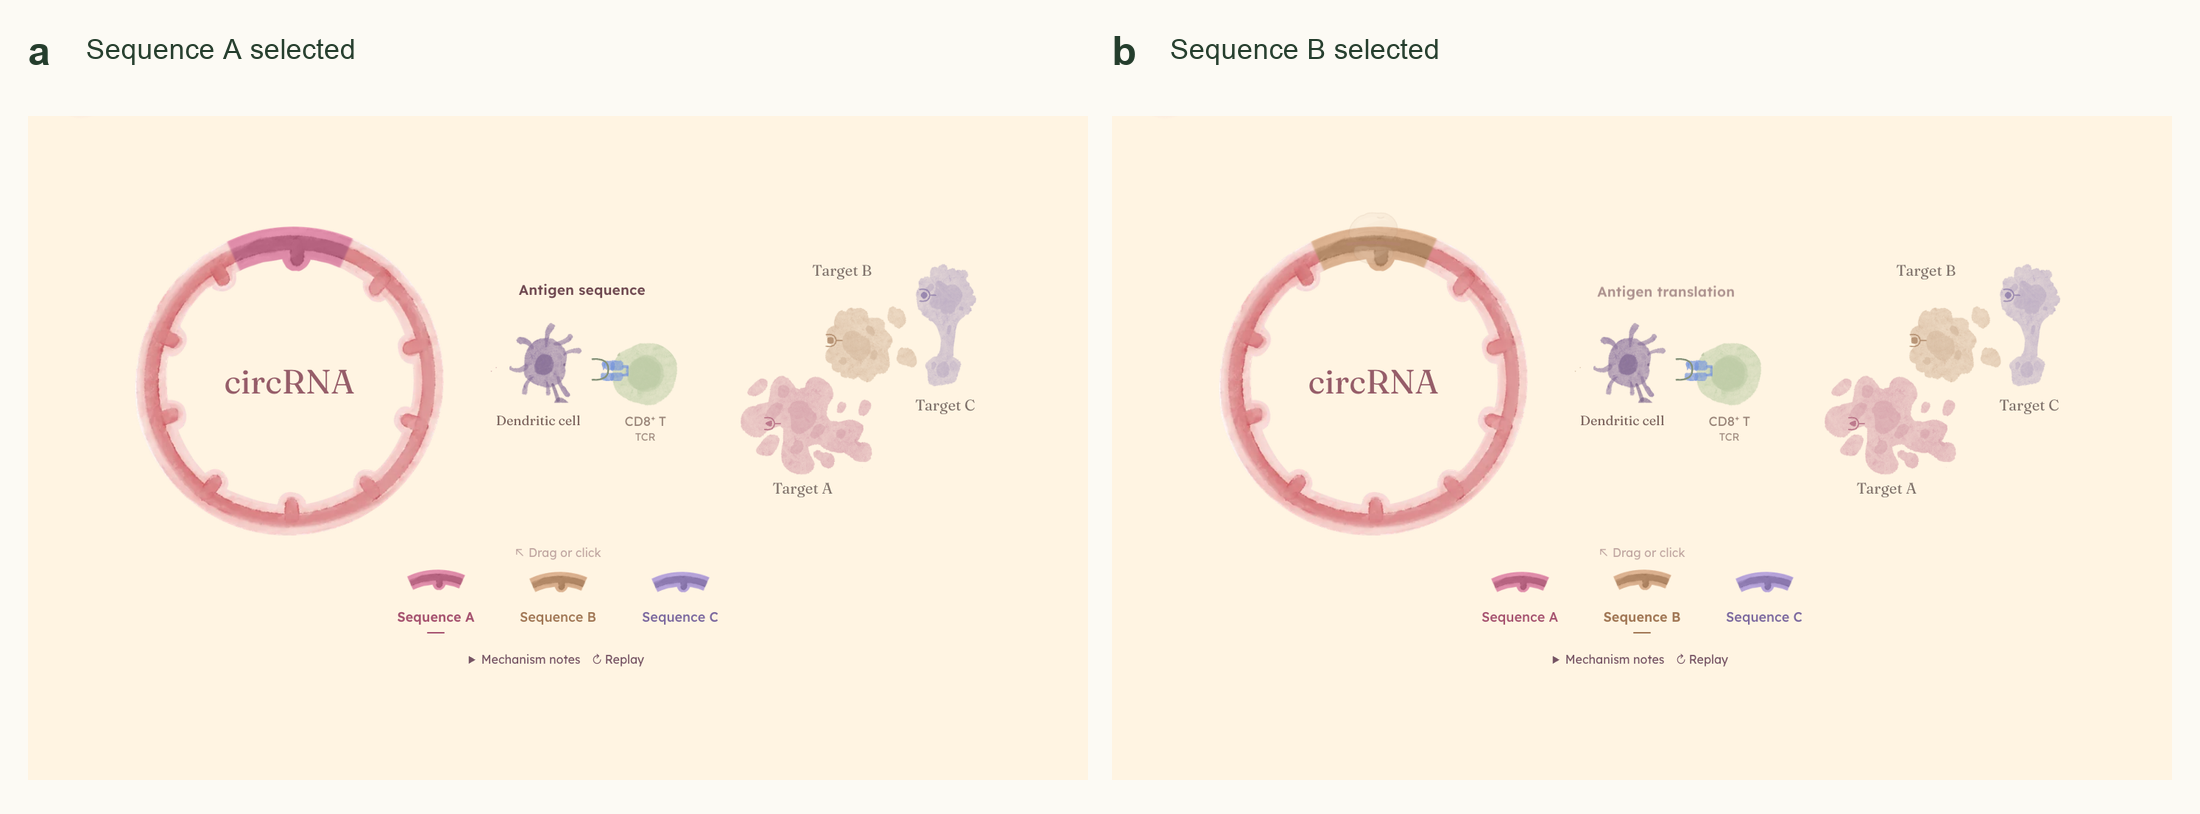 a Sequence A selected
circRNA
Antigen sequence
Dendritic cell
CD8⁺ T
TCR
Target B
Target C
Target A
↖ Drag or click
Sequence A
Sequence B
Sequence C
▶ Mechanism notes ↻ Replay
b Sequence B selected
circRNA
Antigen translation
Dendritic cell
CD8⁺ T
TCR
Target B
Target C
Target A
↖ Drag or click
Sequence A
Sequence B
Sequence C
▶ Mechanism notes ↻ Replay